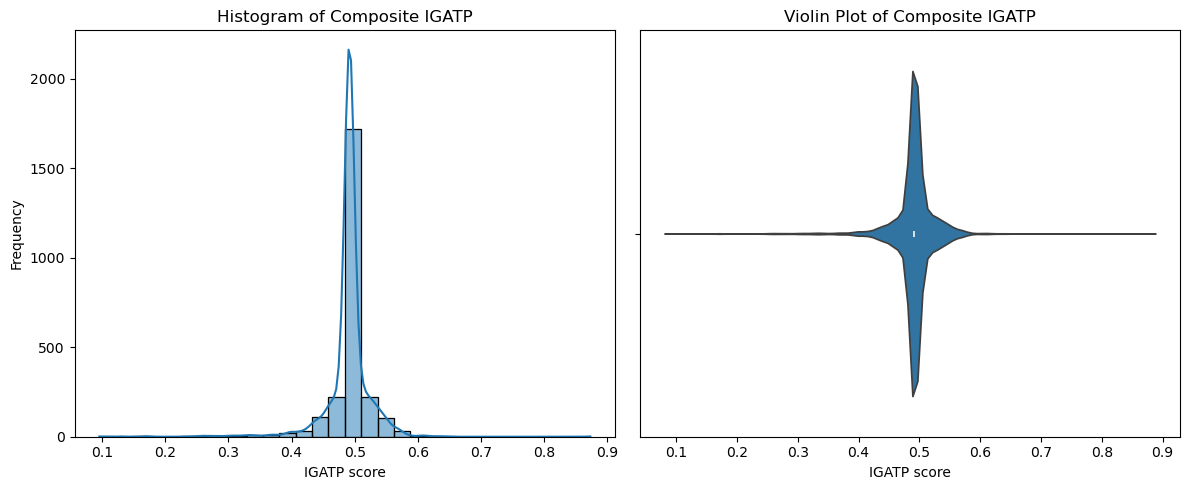 Histogram of Composite IGATP
Frequency
2000
1500
1000
500
0
0.1 0.2 0.3 0.4 0.5 0.6 0.7 0.8 0.9
IGATP score
Violin Plot of Composite IGATP
0.1 0.2 0.3 0.4 0.5 0.6 0.7 0.8 0.9
IGATP score